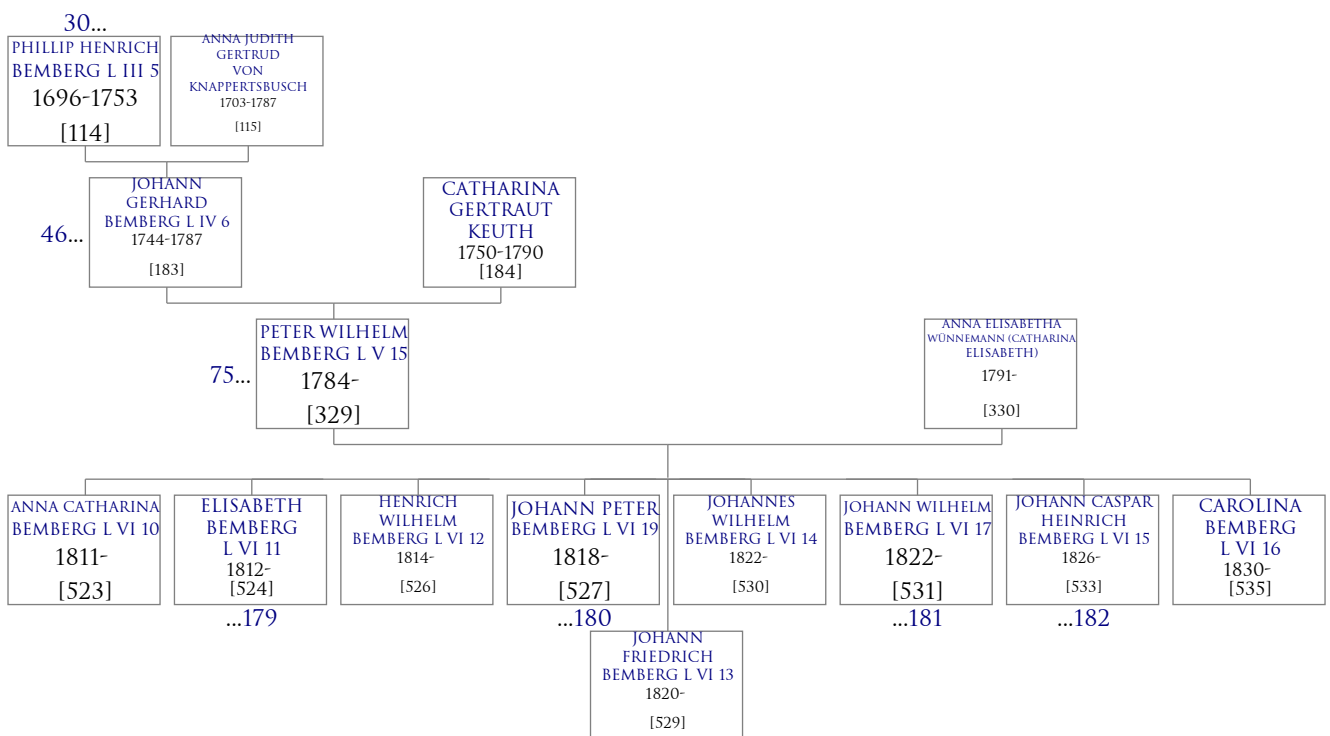 30...
PHILLIP HENRICH
BEMBERG L III 5
1696-1753
[114]
ANNA JUDITH
GERTRUD
VON
KNAPPERTSBUSCH
1703-1787
[115]
46...
JOHANN
GERHARD
BEMBERG L IV 6
1744-1787
[183]
CATHARINA
GERTRAUT
KEUTH
1750-1790
[184]
75...
PETER WILHELM
BEMBERG L V 15
1784-
[329]
ANNA ELISABETHA
WÜNNEMANN (CATHARINA
ELISABETH)
1791-
[330]
ANNA CATHARINA
BEMBERG L VI 10
1811-
[523]
ELISABETH
BEMBERG
L VI 11
1812-
[524]
...179
HENRICH
WILHELM
BEMBERG L VI 12
1814-
[526]
JOHANN PETER
BEMBERG L VI 19
1818-
[527]
...180
JOHANNES
WILHELM
BEMBERG L VI 14
1822-
[530]
JOHANN WILHELM
BEMBERG L VI 17
1822-
[531]
...181
JOHANN CASPAR
HEINRICH
BEMBERG L VI 15
1826-
[533]
...182
CAROLINA
BEMBERG
L VI 16
1830-
[535]
JOHANN
FRIEDRICH
BEMBERG L VI 13
1820-
[529]